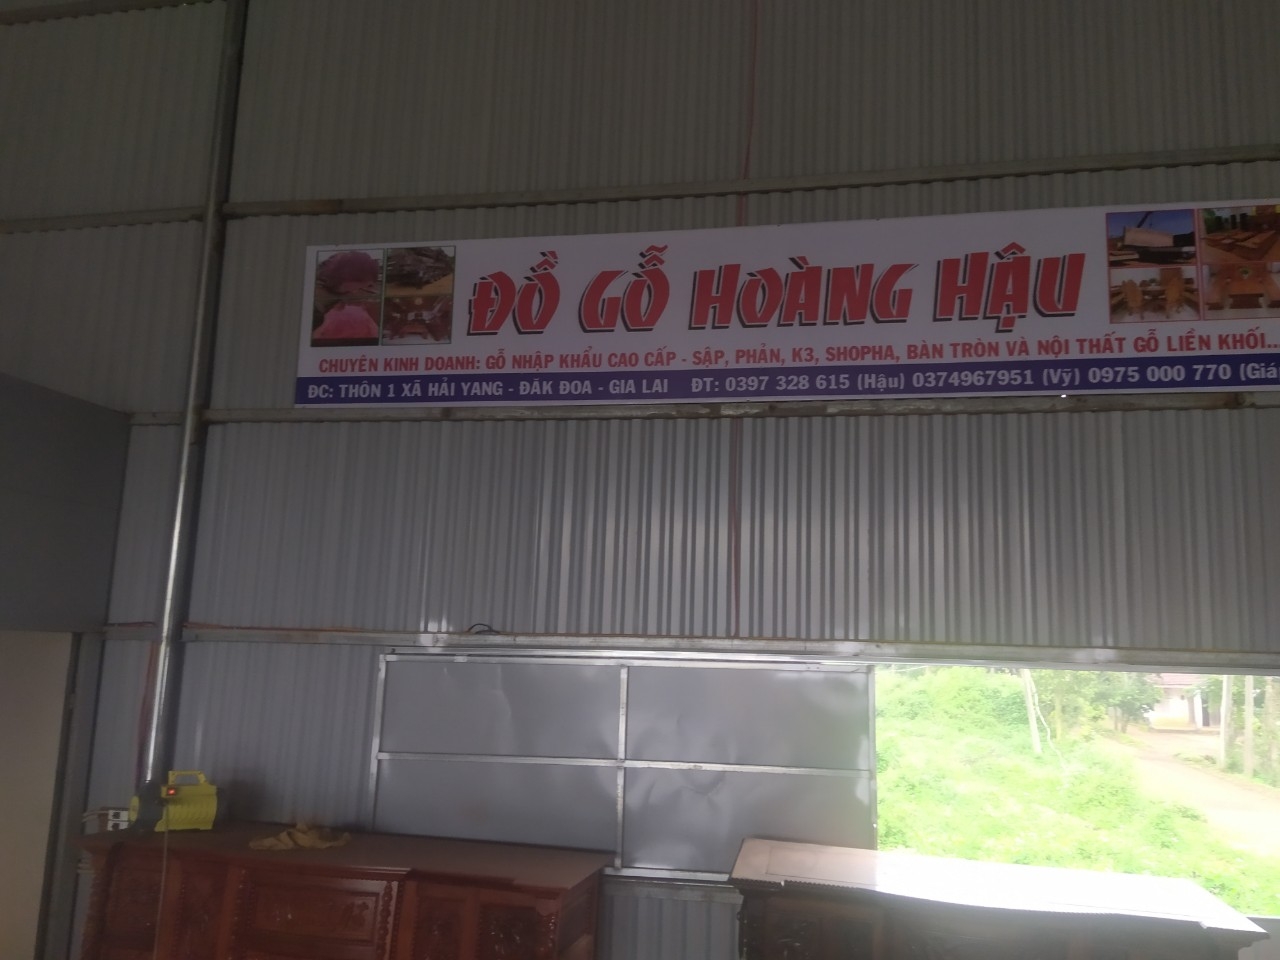 ĐỒ GỖ HOÀNG HẬU
CHUYÊN KINH DOANH: GỖ NHẬP KHẨU CAO CẤP - SẬP, PHẢN, K3, SHOPHA, BÀN TRÒN VÀ NỘI THẤT GỖ LIỀN KHỐI...
ĐC: THÔN 1 XÃ HẢI YANG - ĐĂK ĐOA - GIA LAI ĐT: 0397 328 615 (Hậu) 0374967951 (Vỹ) 0975 000 770